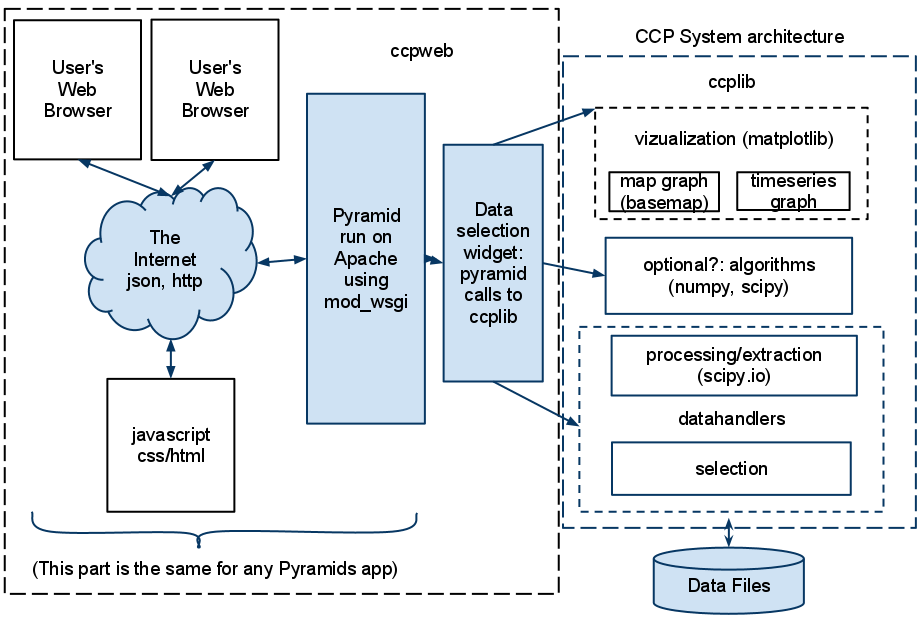 CCP System architecture
ccpweb
User's
Web
Browser
User's
Web
Browser
The
Internet
json, http
javascript
css/html
(This part is the same for any Pyramids app)
Pyramid
run on
Apache
using
mod_wsgi
Data
selection
widget:
pyramid
calls to
ccplib
ccplib
vizualization (matplotlib)
map graph
(basemap)
timeseries
graph
optional?: algorithms
(numpy, scipy)
processing/extraction
(scipy.io)
datahandlers
selection
Data Files